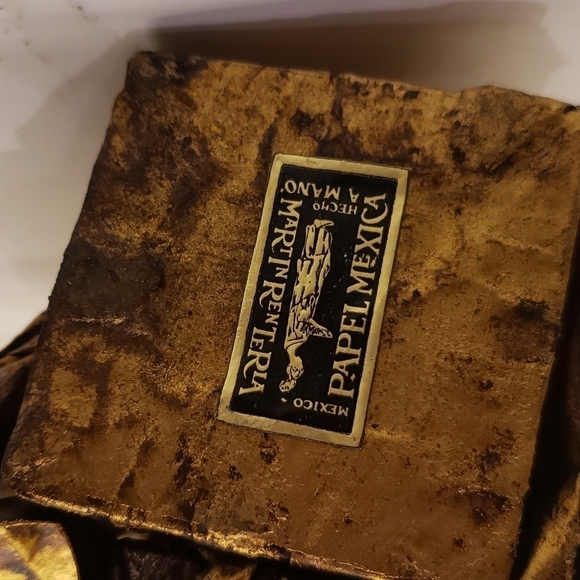 PAPEL MEXICA
MARTIN RENTERIA
HECHO
A MANO.
MEXICO.